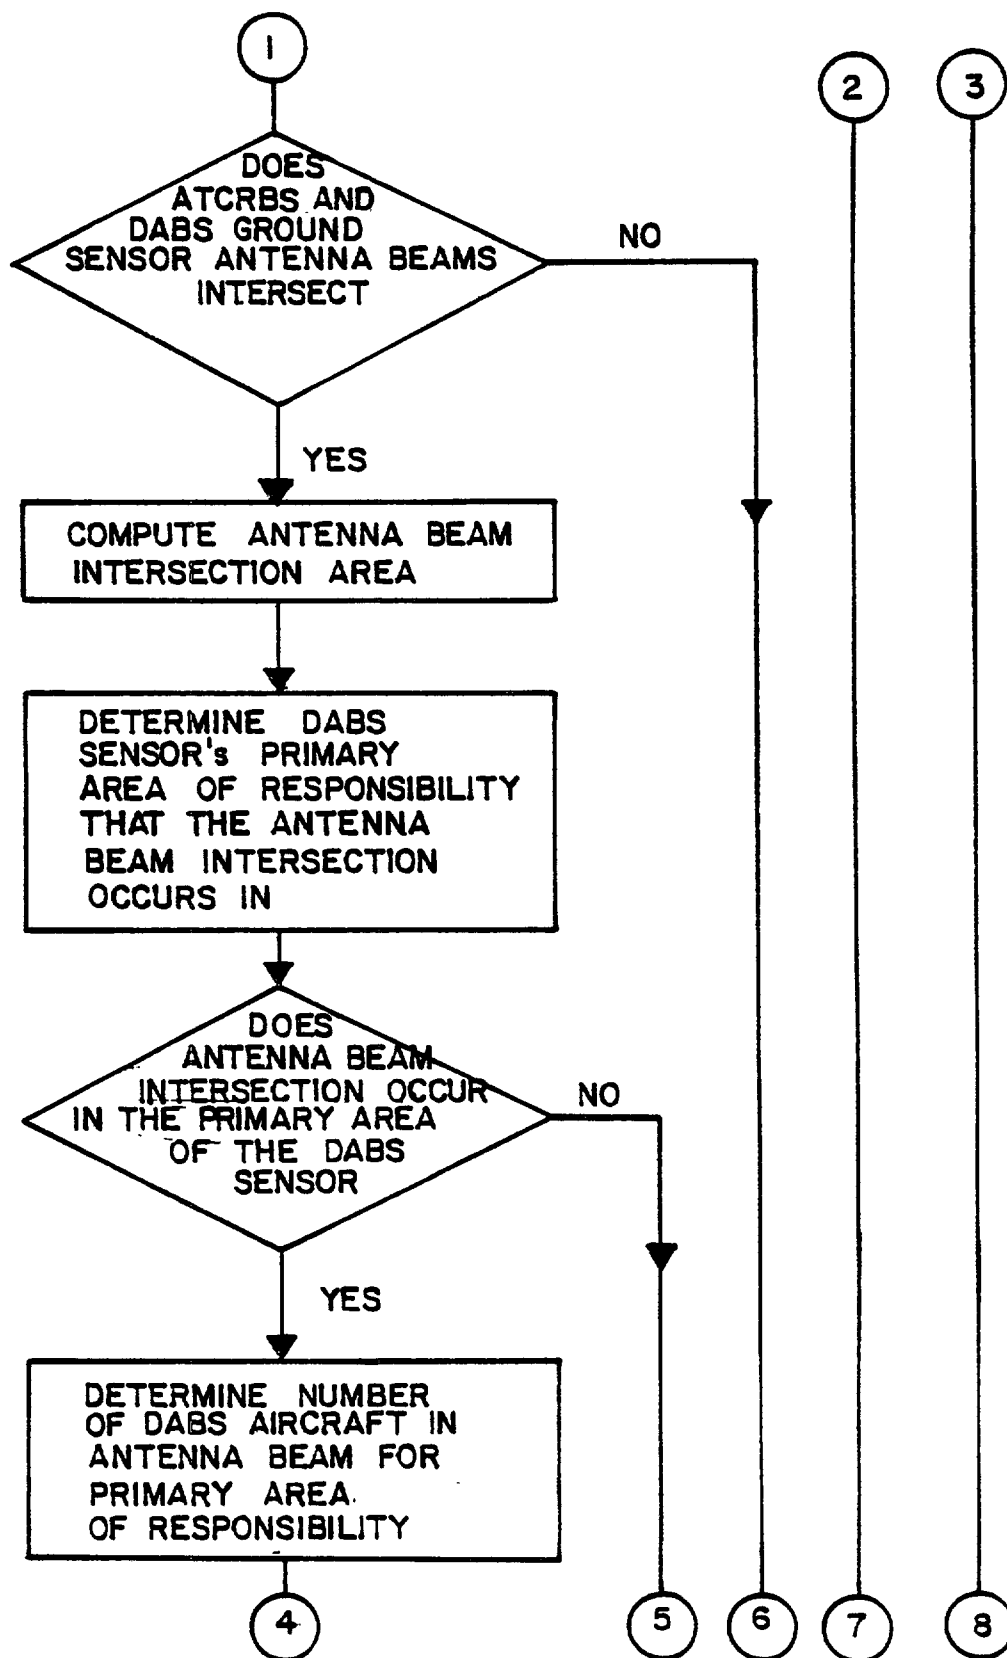 1
2
3
DOES
ATCRBS AND
DABS GROUND
SENSOR ANTENNA BEAMS
INTERSECT
NO
YES
COMPUTE ANTENNA BEAM
INTERSECTION AREA
DETERMINE DABS
SENSOR's PRIMARY
AREA OF RESPONSIBILITY
THAT THE ANTENNA
BEAM INTERSECTION
OCCURS IN
DOES
ANTENNA BEAM
INTERSECTION OCCUR
IN THE PRIMARY AREA
OF THE DABS
SENSOR
NO
YES
DETERMINE NUMBER
OF DABS AIRCRAFT IN
ANTENNA BEAM FOR
PRIMARY AREA
OF RESPONSIBILITY
4
5
6
7
8